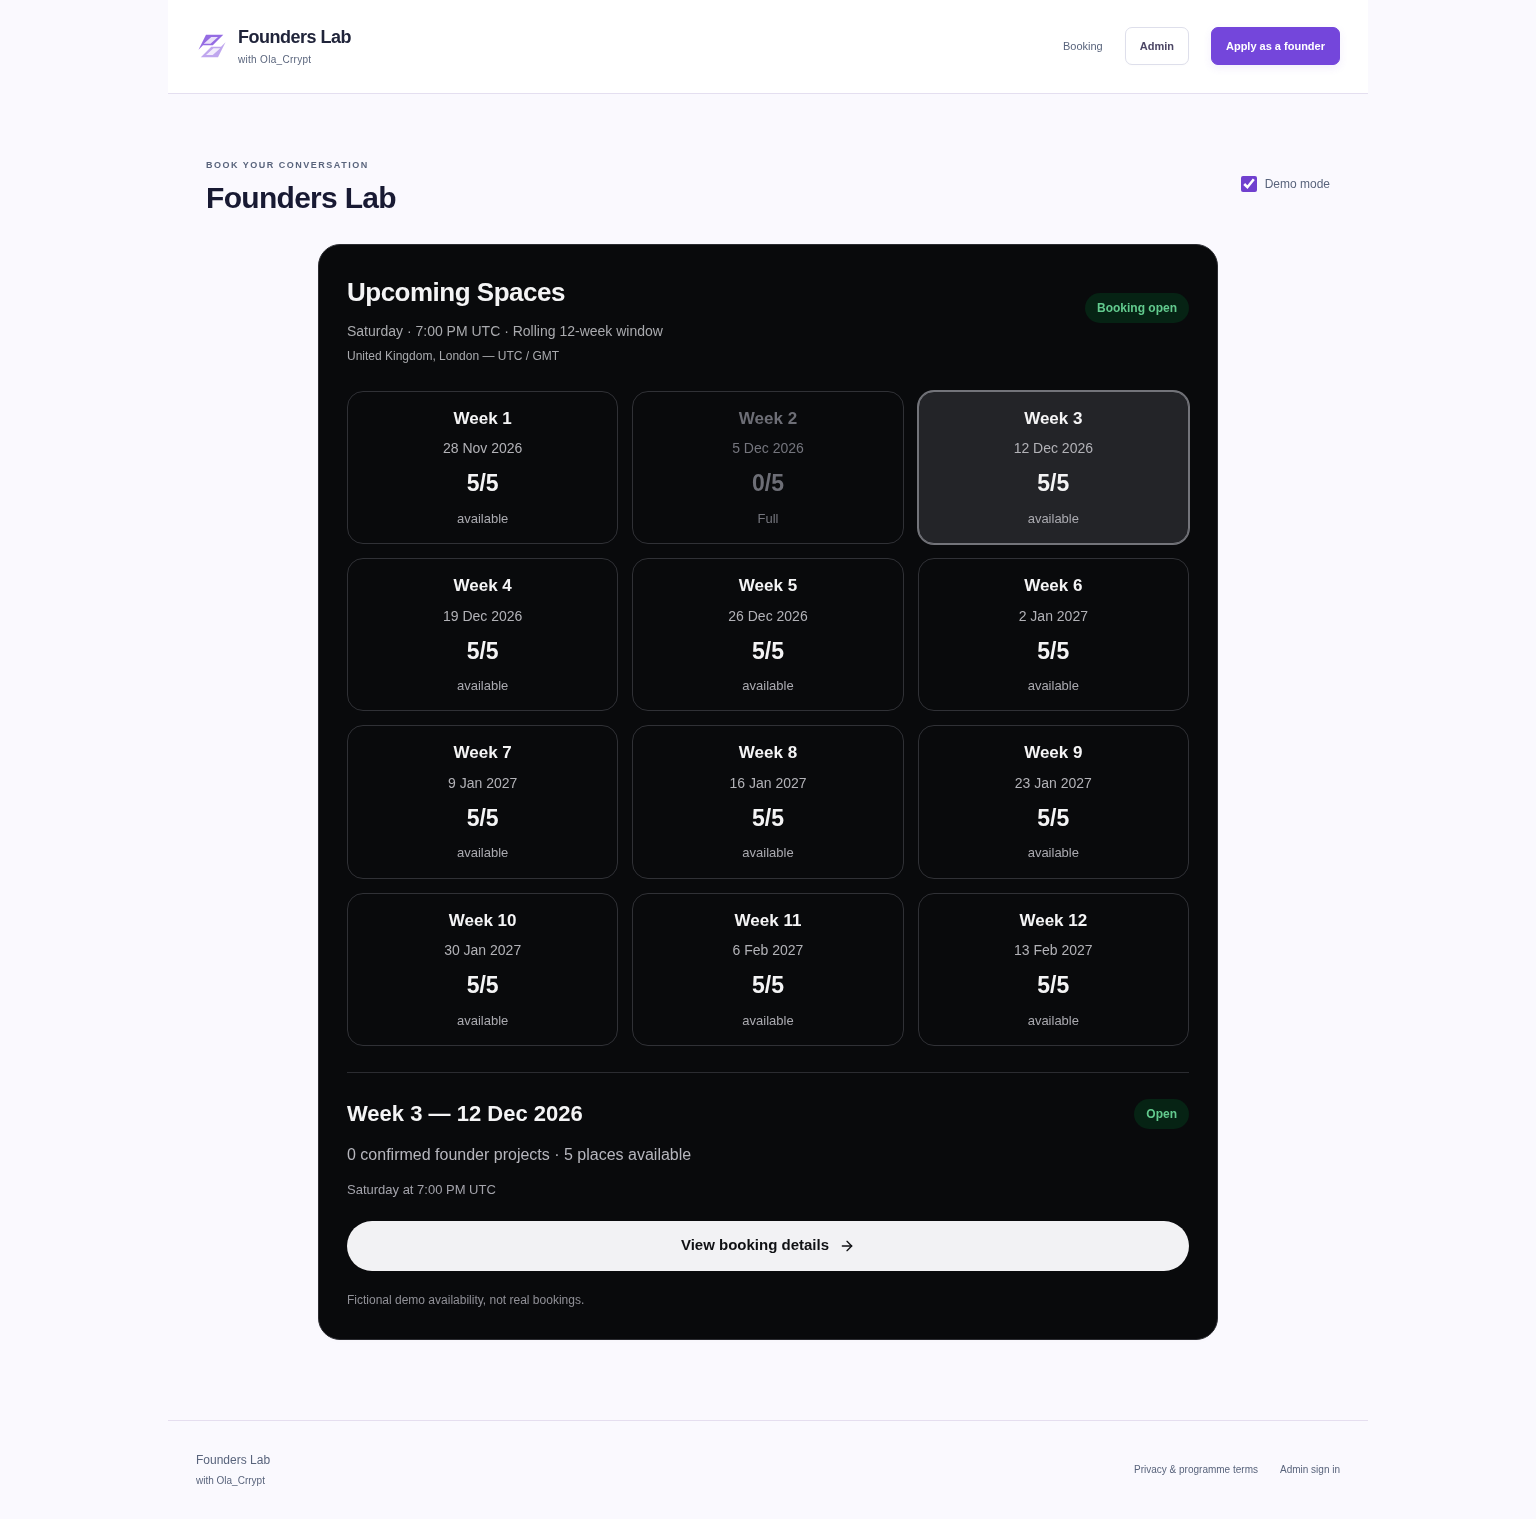 Founders Lab
with Ola_Crrypt
Booking
Admin
Apply as a founder
BOOK YOUR CONVERSATION
Founders Lab
Demo mode
Upcoming Spaces
Saturday · 7:00 PM UTC · Rolling 12-week window
United Kingdom, London — UTC / GMT
Booking open
Week 1
28 Nov 2026
5/5
available
Week 2
5 Dec 2026
0/5
Full
Week 3
12 Dec 2026
5/5
available
Week 4
19 Dec 2026
5/5
available
Week 5
26 Dec 2026
5/5
available
Week 6
2 Jan 2027
5/5
available
Week 7
9 Jan 2027
5/5
available
Week 8
16 Jan 2027
5/5
available
Week 9
23 Jan 2027
5/5
available
Week 10
30 Jan 2027
5/5
available
Week 11
6 Feb 2027
5/5
available
Week 12
13 Feb 2027
5/5
available
Week 3 — 12 Dec 2026
Open
0 confirmed founder projects · 5 places available
Saturday at 7:00 PM UTC
View booking details →
Fictional demo availability, not real bookings.
Founders Lab
with Ola_Crrypt
Privacy & programme terms
Admin sign in